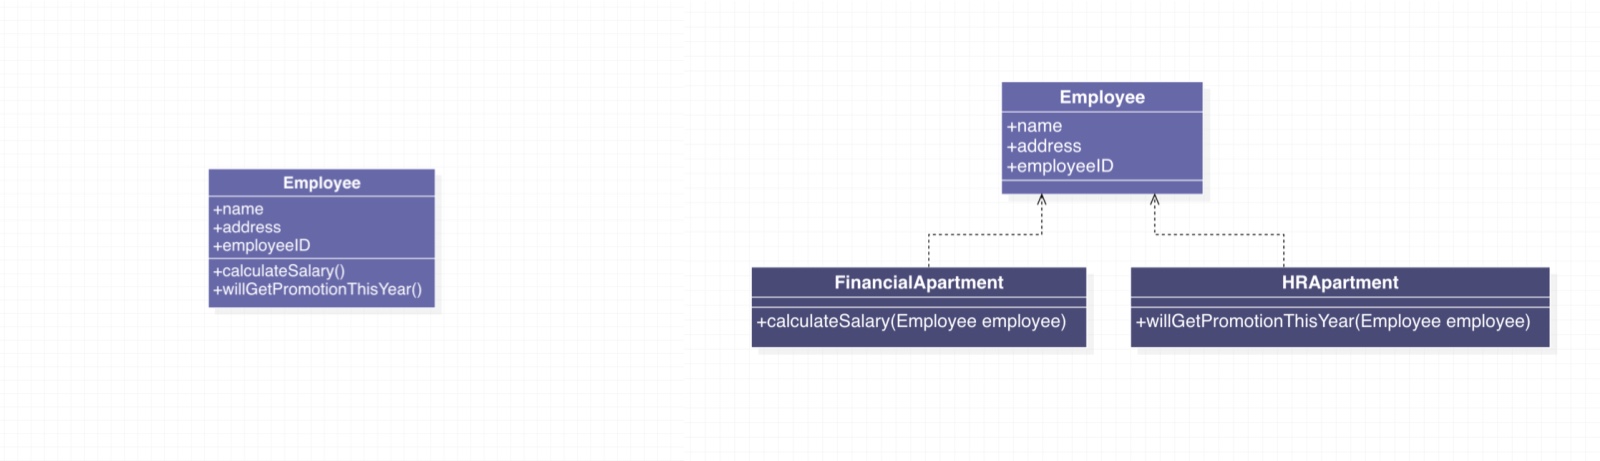 Employee
+name
+address
+employeeID
+calculateSalary()
+willGetPromotionThisYear()
Employee
+name
+address
+employeeID
FinancialApartment
+calculateSalary(Employee employee)
HRApartment
+willGetPromotionThisYear(Employee employee)